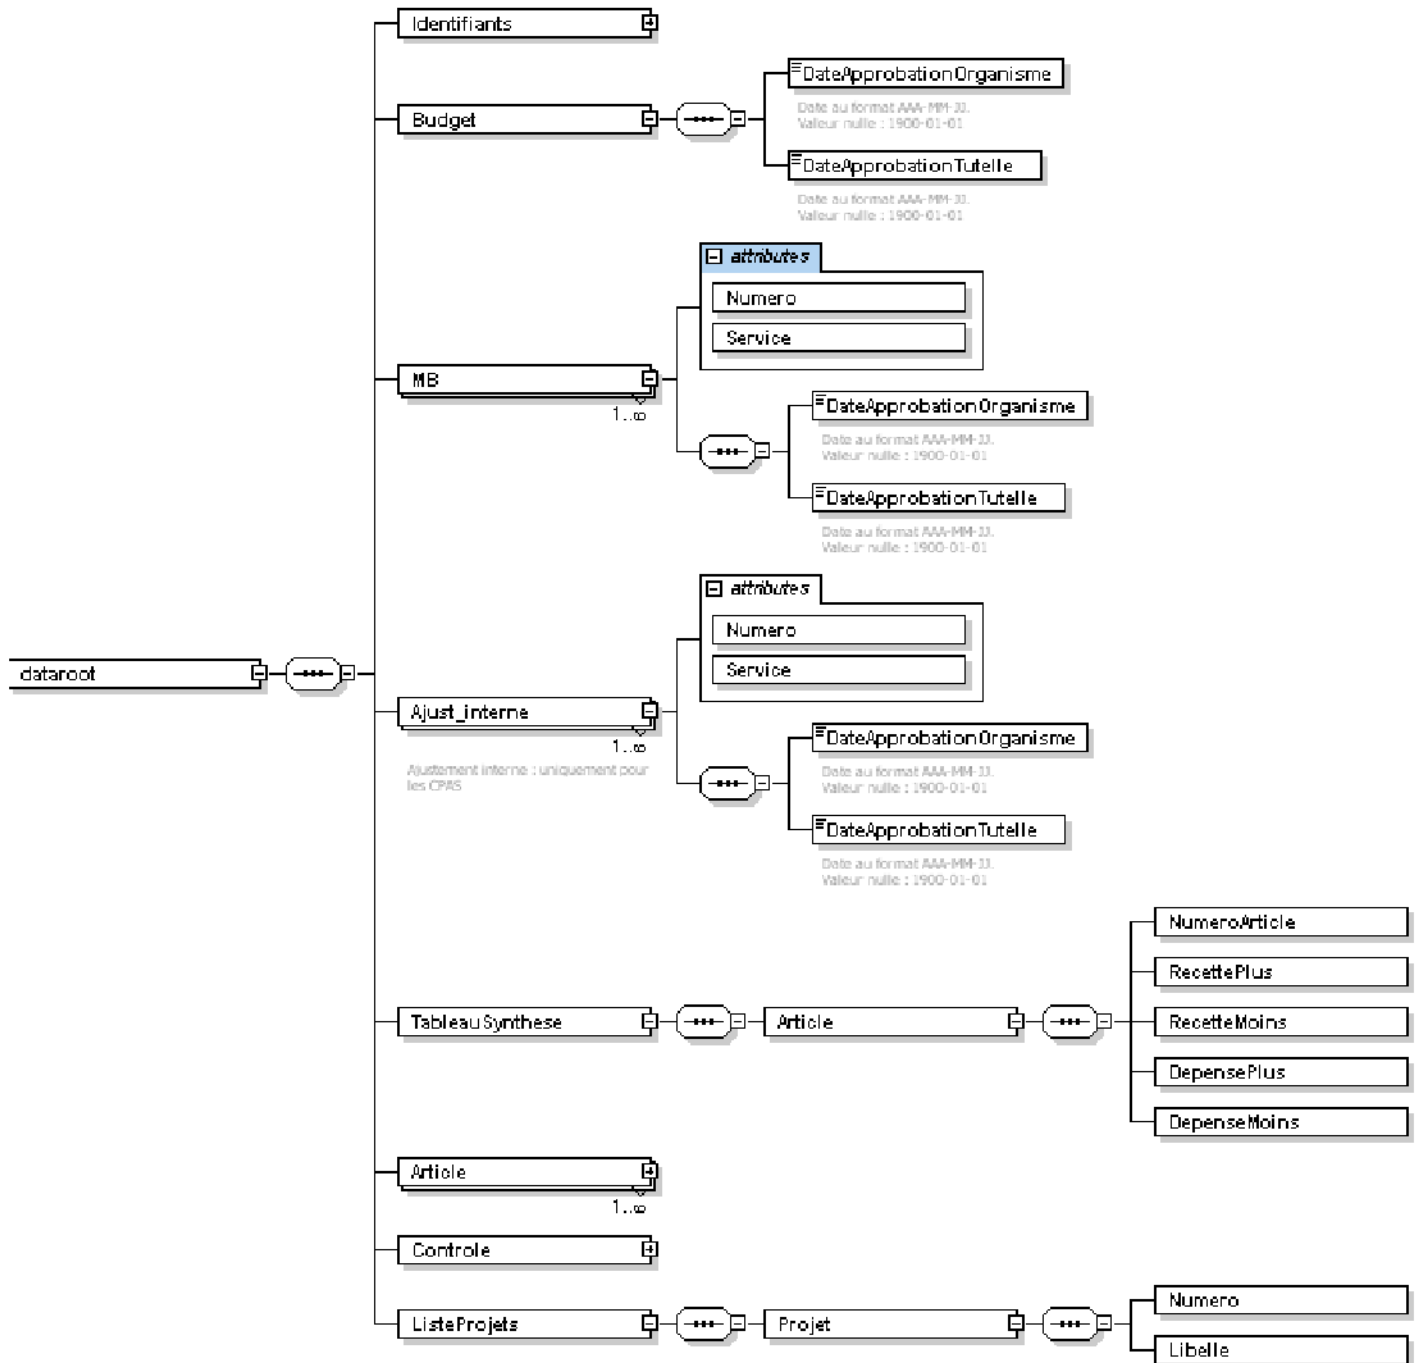 Identifiants
DateApprobationOrganisme
Date au format AAA-MM-JJ.
Valeur nulle : 1900-01-01
Budget
DateApprobationTutelle
Date au format AAA-MM-JJ.
Valeur nulle : 1900-01-01
attributes
Numero
Service
MB
1..∞
DateApprobationOrganisme
Date au format AAA-MM-JJ.
Valeur nulle : 1900-01-01
DateApprobationTutelle
Date au format AAA-MM-JJ.
Valeur nulle : 1900-01-01
attributes
Numero
Service
dataroot
Ajust_interne
1..∞
Ajustement interne : uniquement pour
les CPAS
DateApprobationOrganisme
Date au format AAA-MM-JJ.
Valeur nulle : 1900-01-01
DateApprobationTutelle
Date au format AAA-MM-JJ.
Valeur nulle : 1900-01-01
TableauSynthese
Article
NumeroArticle
RecettePlus
RecetteMoins
DepensePlus
DepenseMoins
Article
1..∞
Controle
ListeProjets
Projet
Numero
Libelle